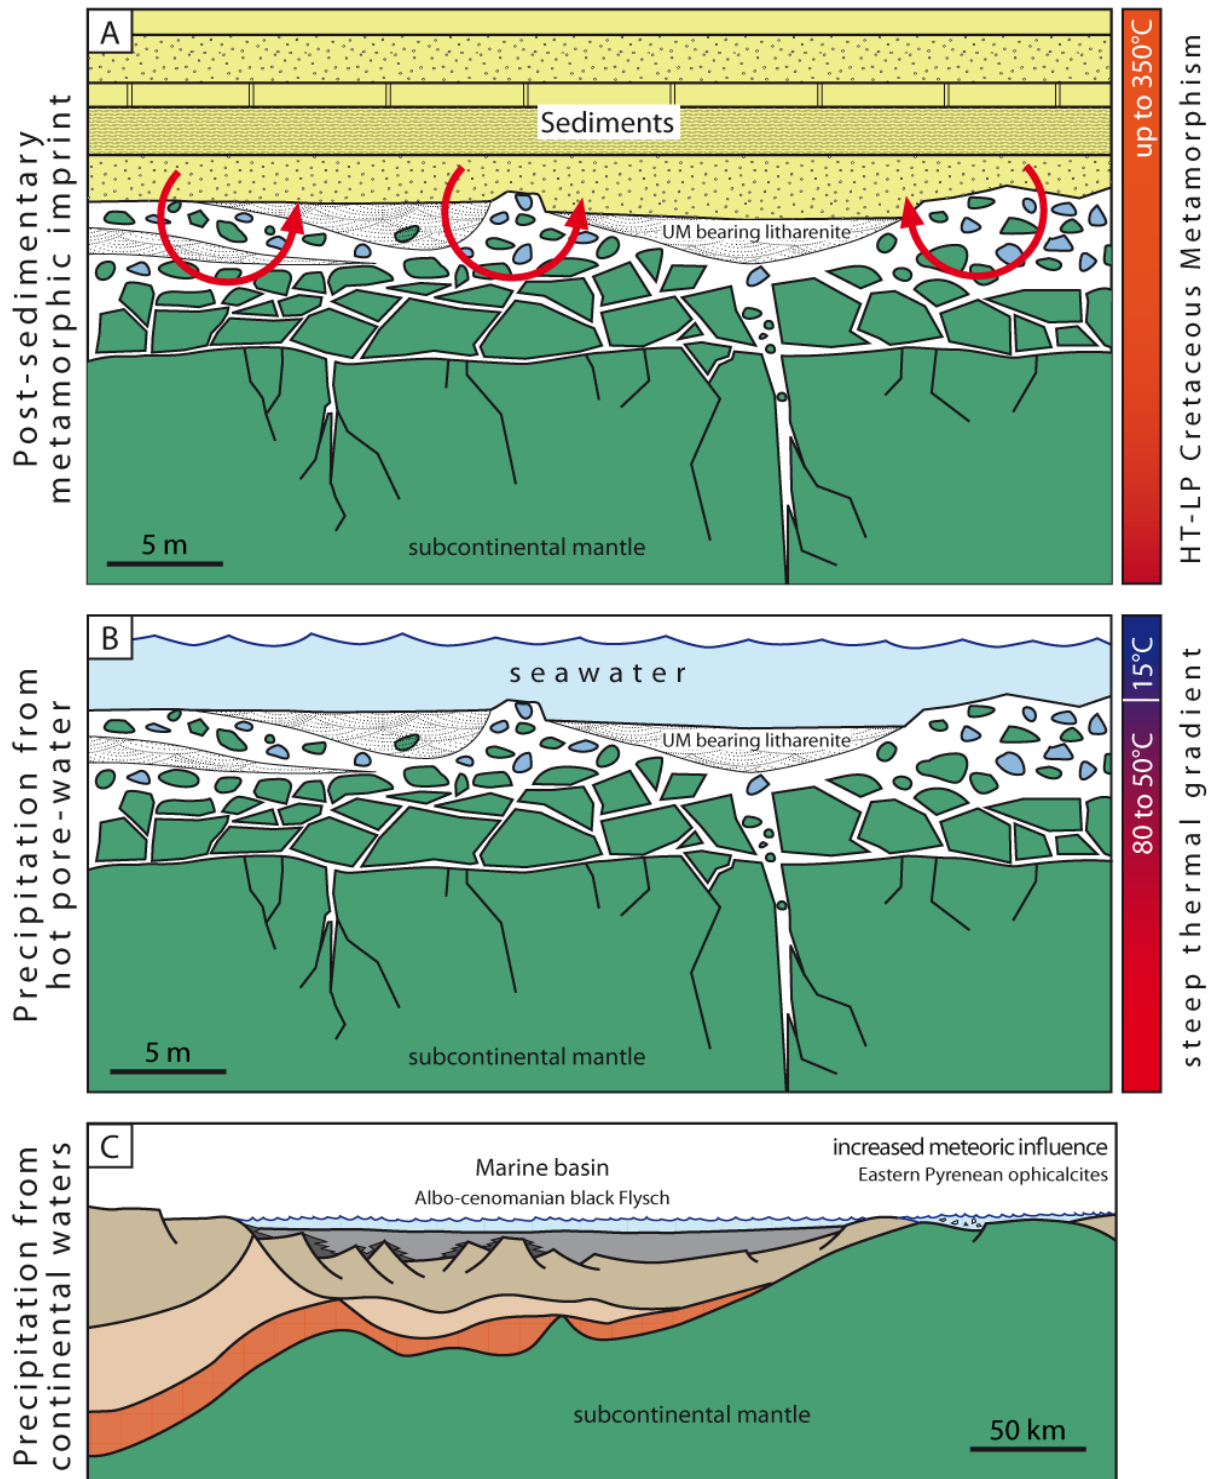 A
Post-sedimentary
metamorphic imprint
Sediments
UM bearing litharenite
subcontinental mantle
5 m
up to 350°C
HT-LP Cretaceous Metamorphism
B
Precipitation from
hot pore-water
seawater
UM bearing litharenite
subcontinental mantle
5 m
15°C
80 to 50°C
steep thermal gradient
C
Precipitation from
continental waters
Marine basin
Albo-cenomanian black Flysch
increased meteoric influence
Eastern Pyrenean ophicalcites
subcontinental mantle
50 km